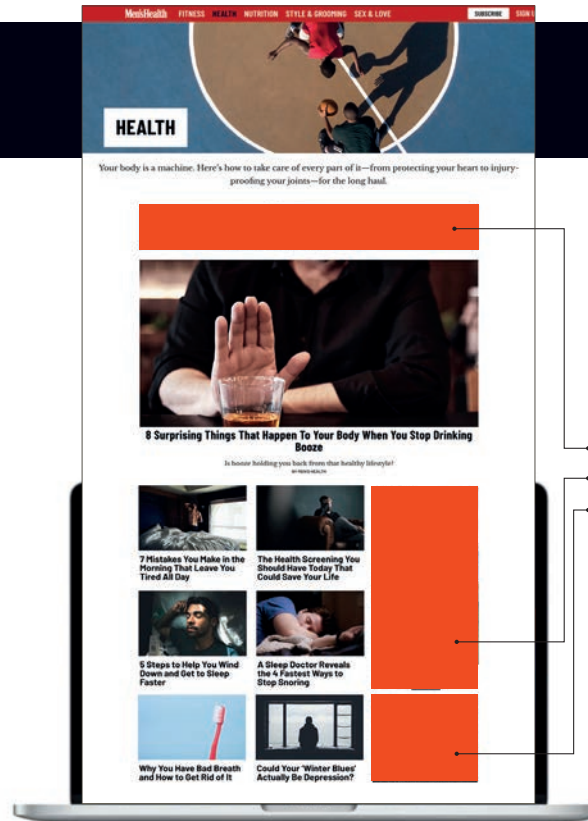 Men'sHealth FITNESS HEALTH NUTRITION STYLE & GROOMING SEX & LOVE SUBSCRIBE SIGN
HEALTH
Your body is a machine. Here's how to take care of every part of it—from protecting your heart to injury-
proofing your joints—for the long haul.
8 Surprising Things That Happen To Your Body When You Stop Drinking
Booze
Is booze holding you back from that healthy lifestyle?
BY MEN'S HEALTH
7 Mistakes You Make in the
Morning That Leave You
Tired All Day
The Health Screening You
Should Have Today That
Could Save Your Life
5 Steps to Help You Wind
Down and Get to Sleep
Faster
A Sleep Doctor Reveals
the 4 Fastest Ways to
Stop Snoring
Why You Have Bad Breath
and How to Get Rid of It
Could Your 'Winter Blues'
Actually Be Depression?